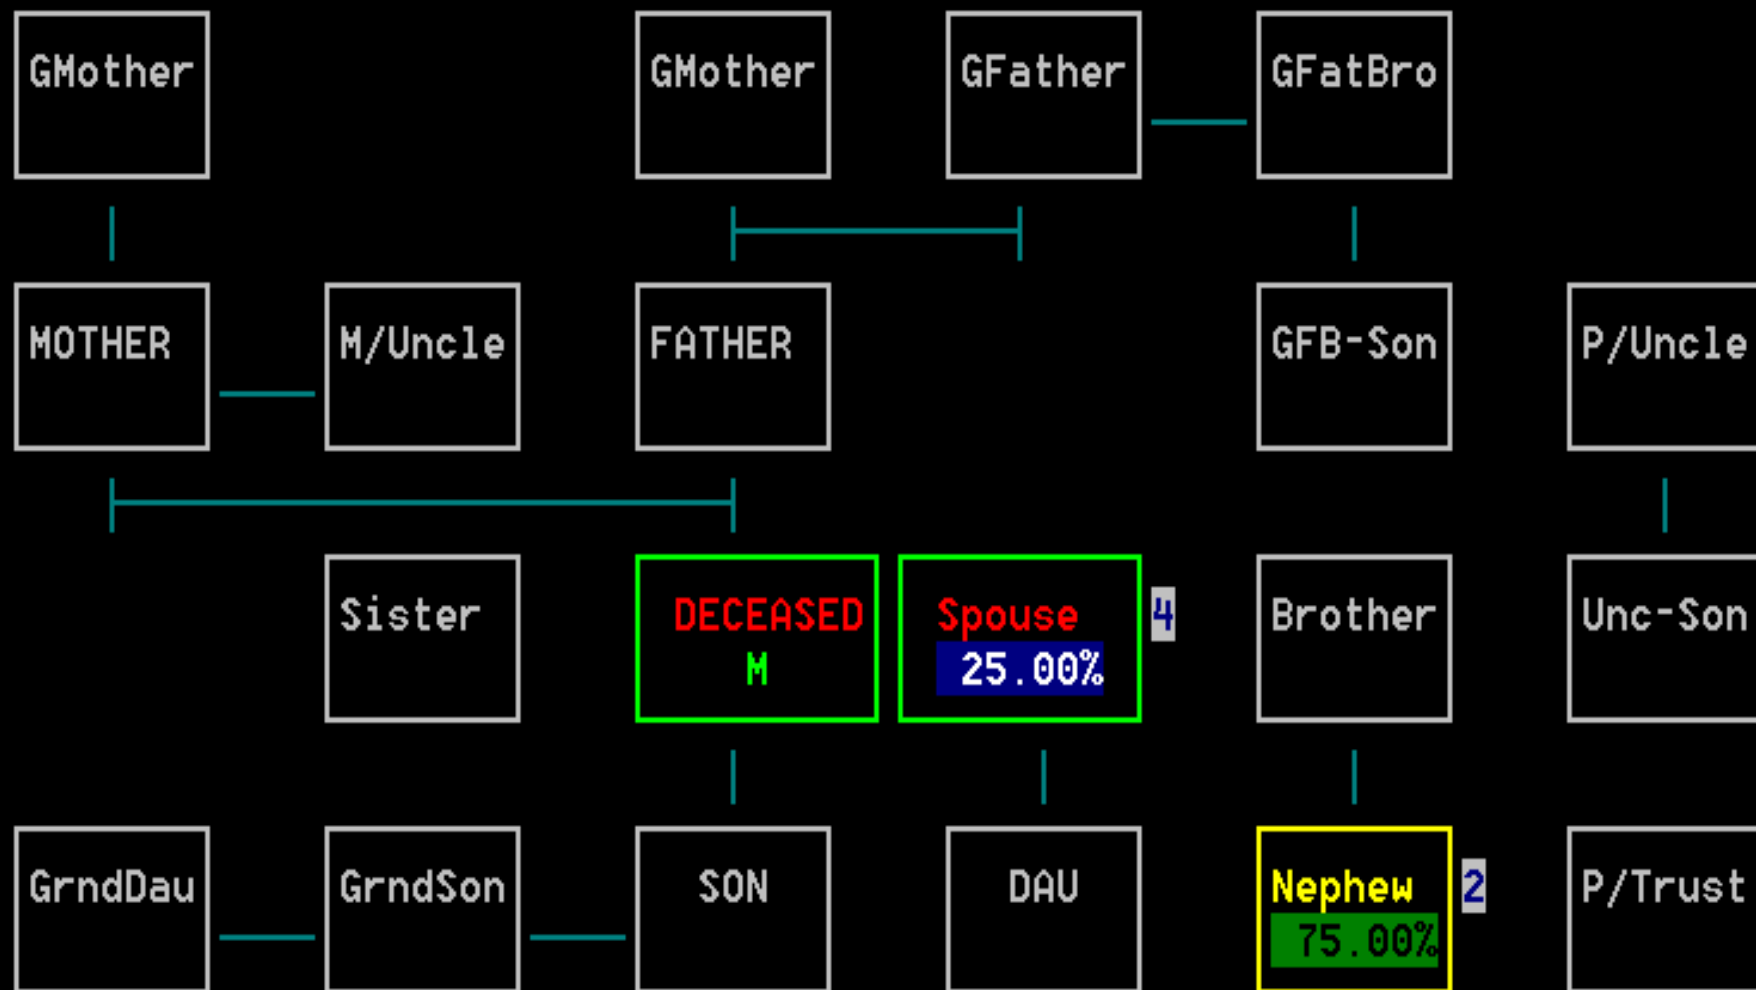 GMother GMother GFather GFatBro
MOTHER M/Uncle FATHER GFB-Son P/Uncle
Sister DECEASED Spouse 4 Brother Unc-Son
M 25.00%
GrndDau GrndSon SON DAU Nephew 2 P/Trust
75.00%